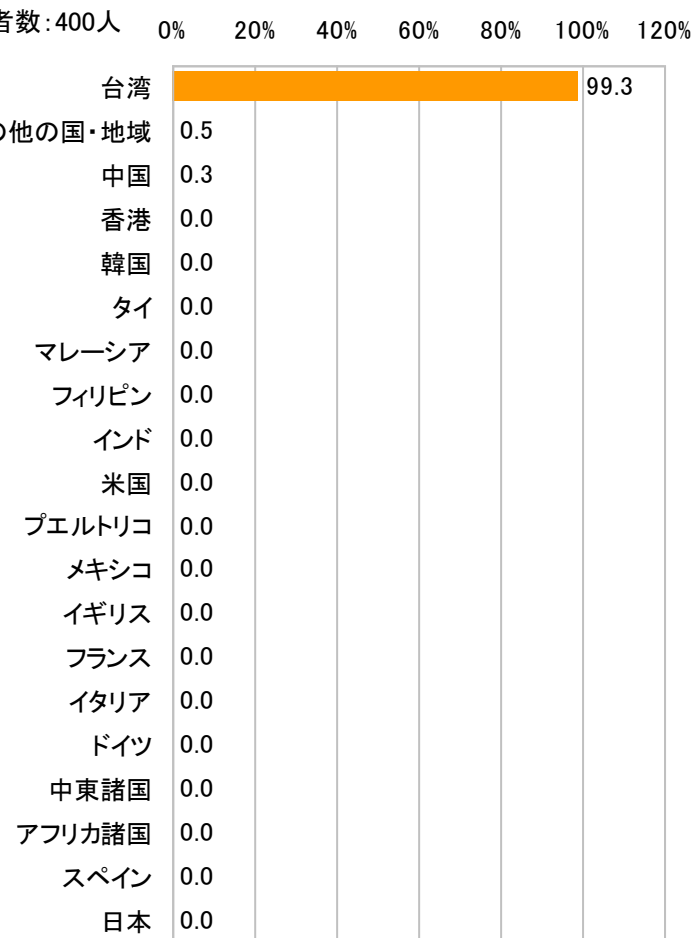 者数：400人
0% 20% 40% 60% 80% 100% 120%
台湾 99.3
の他の国・地域 0.5
中国 0.3
香港 0.0
韓国 0.0
タイ 0.0
マレーシア 0.0
フィリピン 0.0
インド 0.0
米国 0.0
プエルトリコ 0.0
メキシコ 0.0
イギリス 0.0
フランス 0.0
イタリア 0.0
ドイツ 0.0
中東諸国 0.0
アフリカ諸国 0.0
スペイン 0.0
日本 0.0